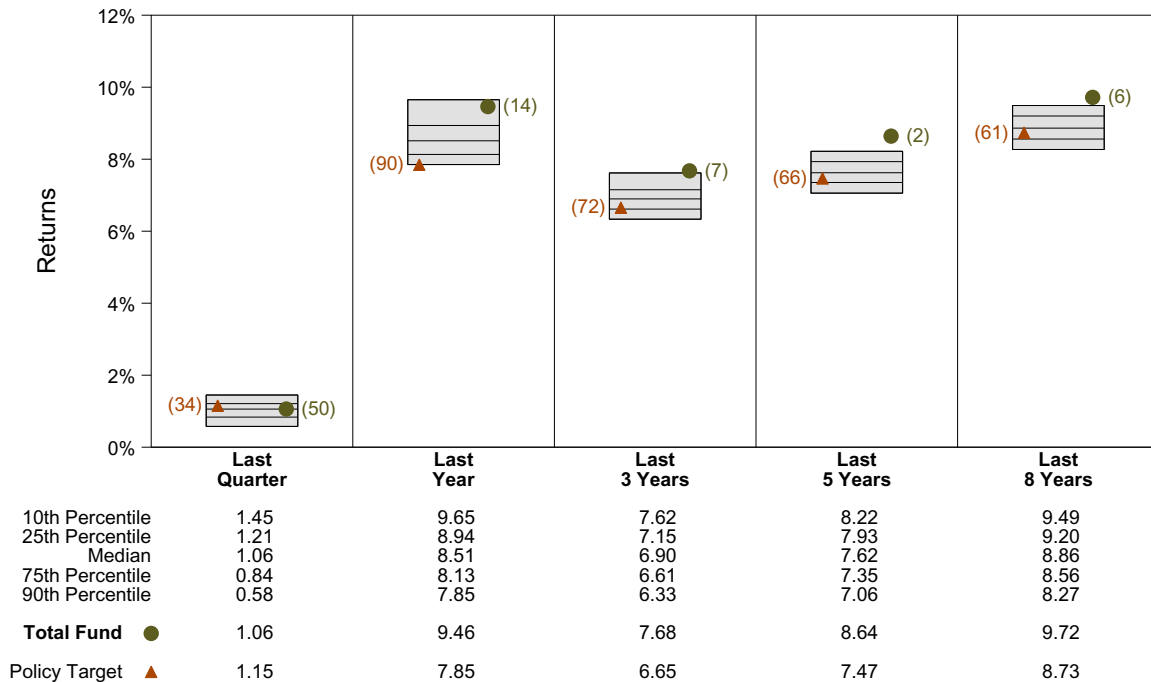 12%
10%
8%
6%
4%
2%
0%
Returns
(34) (50)
(90) (14)
(72) (7)
(66) (2)
(61) (6)
Last Quarter Last Year Last 3 Years Last 5 Years Last 8 Years
10th Percentile 1.45 9.65 7.62 8.22 9.49
25th Percentile 1.21 8.94 7.15 7.93 9.20
Median 1.06 8.51 6.90 7.62 8.86
75th Percentile 0.84 8.13 6.61 7.35 8.56
90th Percentile 0.58 7.85 6.33 7.06 8.27
Total Fund 1.06 9.46 7.68 8.64 9.72
Policy Target 1.15 7.85 6.65 7.47 8.73